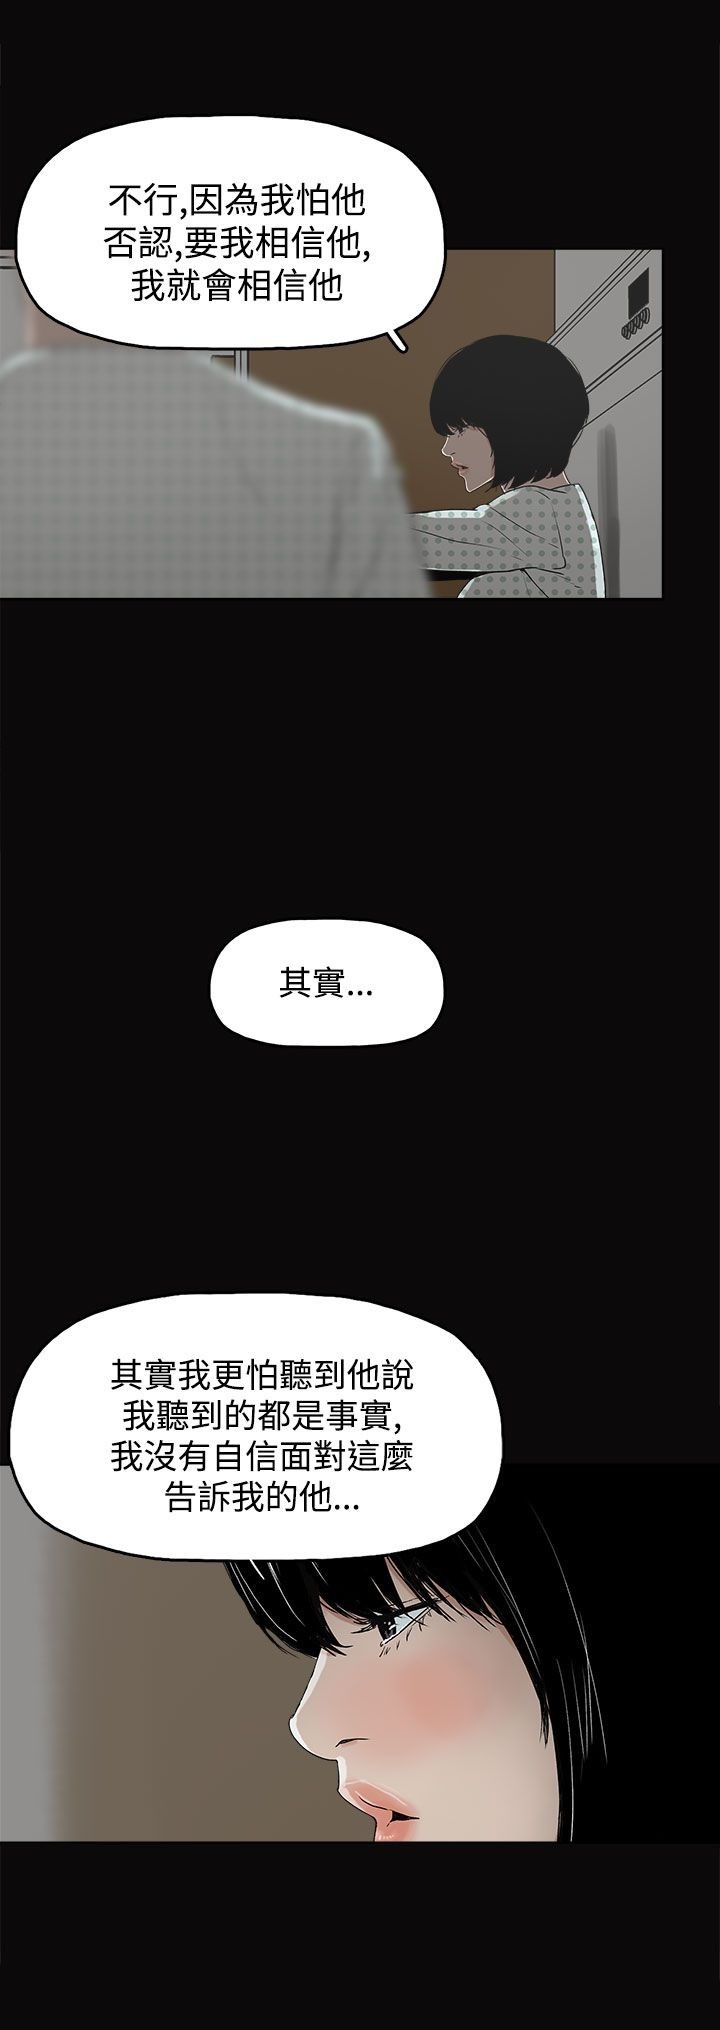 不行,因為我怕他
否認,要我相信他,
我就會相信他
其實...
其實我更怕聽到他說
我聽到的都是事實,
我沒有自信面對這麼
告訴我的他...